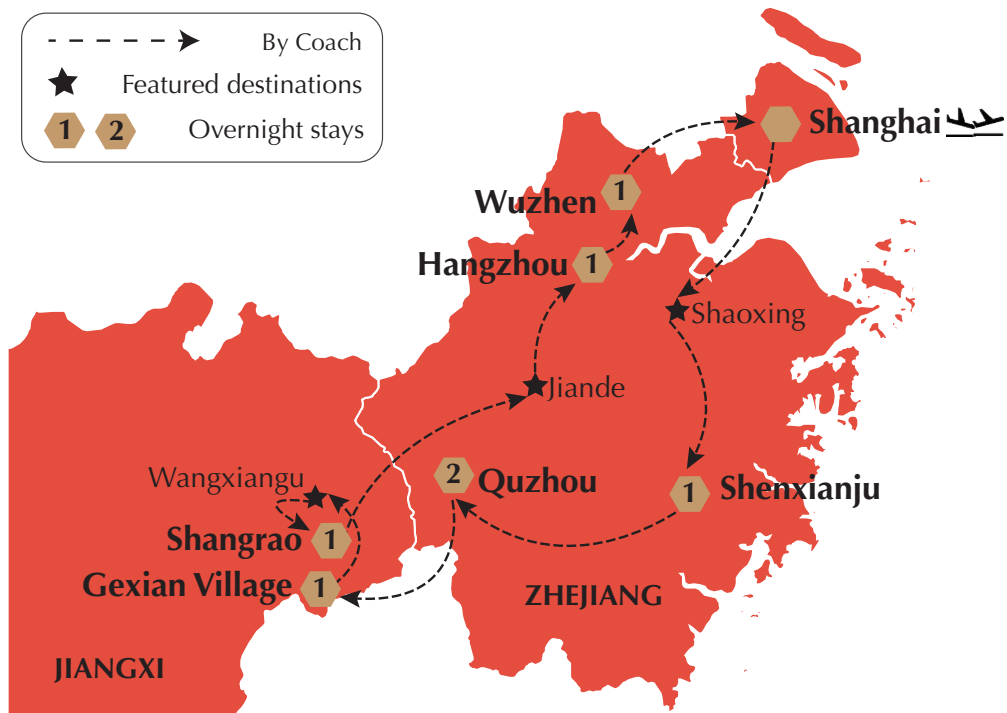 By Coach
Featured destinations
1 2 Overnight stays
Shanghai
Wuzhen 1
Hangzhou 1
Shaoxing
Jiande
Wangxiangu
2 Quzhou
1 Shenxianju
Shangrao 1
Gexian Village 1
ZHEJIANG
JIANGXI